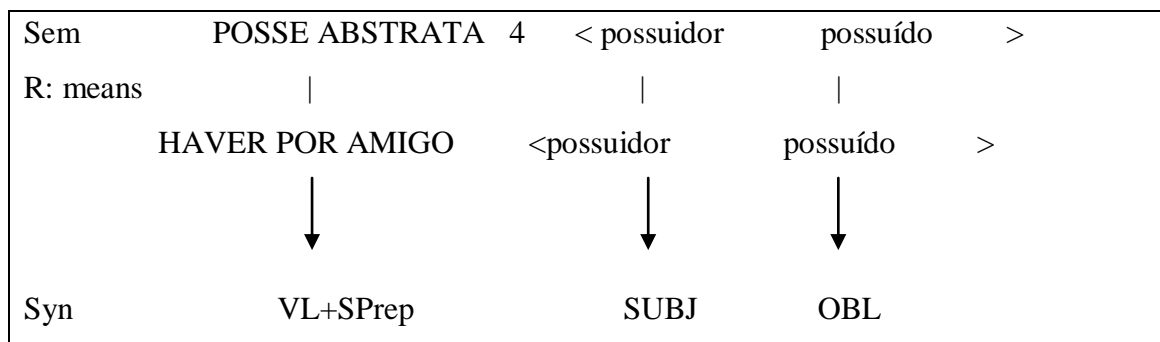 Sem POSSE ABSTRATA 4 < possuidor possuído >
R: means | | |
HAVER POR AMIGO <possuidor possuído >
Syn VL+SPrep SUBJ OBL